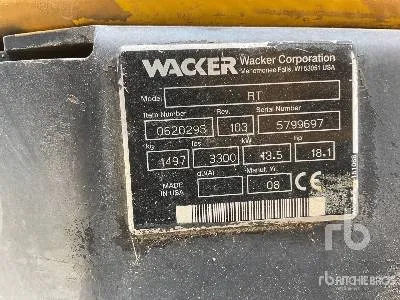 WACKER Wacker Corporation
Menomonee Falls, WI 53051 USA
Model RT
Item Number Rev. Serial Number
0620293 103 5799697
kg lbs kW hp
1497 3300 13.5 18.1
MADE IN USA
d.(A) Manuf. Yr.
08 CE
rb
RITCHIE BROS